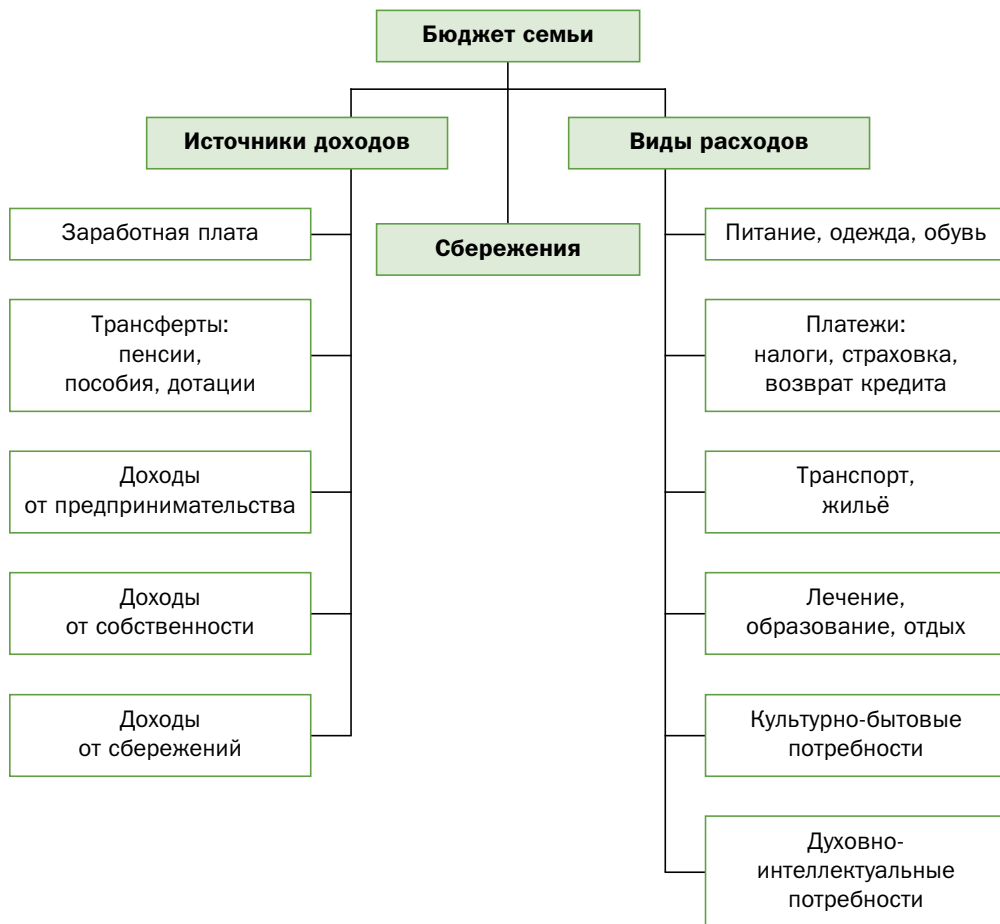 Бюджет семьи
Источники доходов
Заработная плата
Трансферты:
пенсии,
пособия, дотации
Доходы
от предпринимательства
Доходы
от собственности
Доходы
от сбережений
Сбережения
Виды расходов
Питание, одежда, обувь
Платежи:
налоги, страховка,
возврат кредита
Транспорт,
жильё
Лечение,
образование, отдых
Культурно-бытовые
потребности
Духовно-
интеллектуальные
потребности